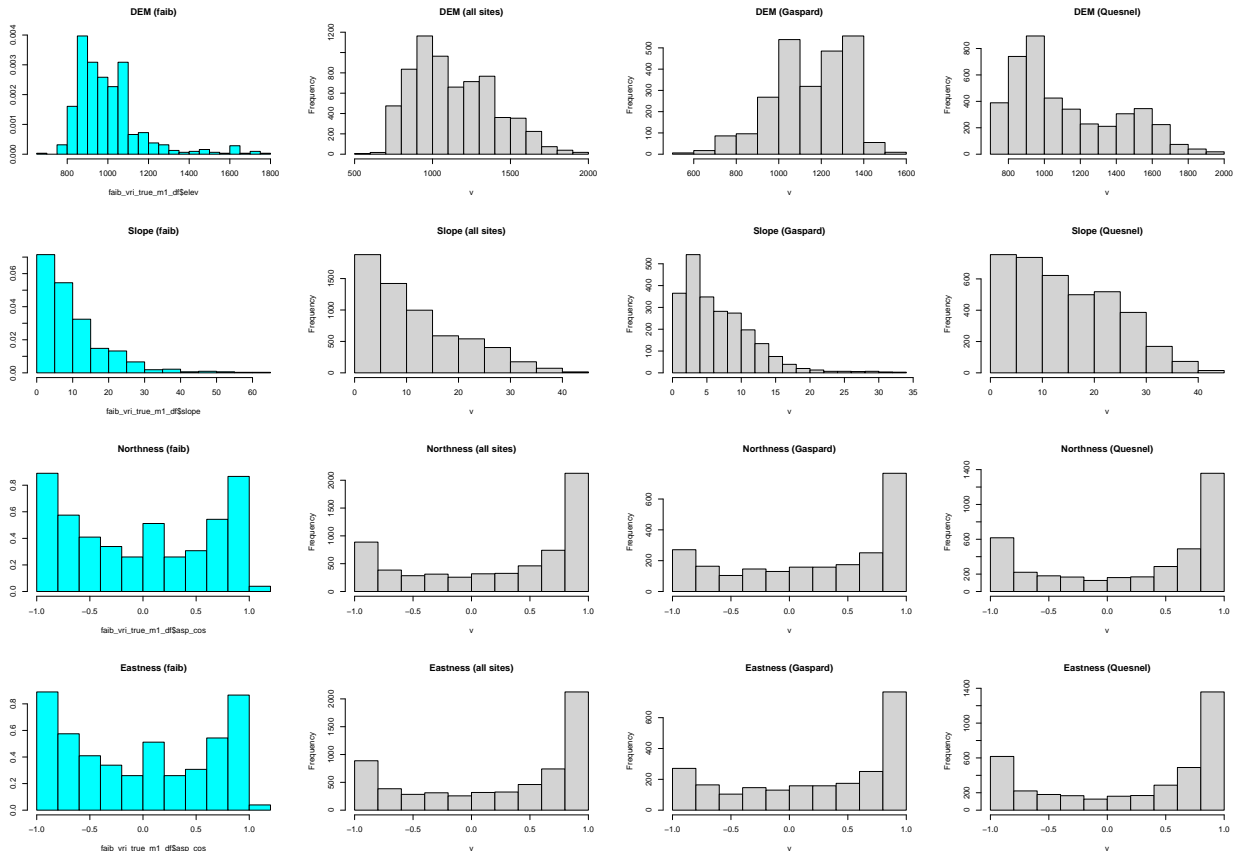 DEM (faib)
0.000 0.001 0.002 0.003 0.004
800 1000 1200 1400 1600 1800
faib_vri_true_m1_df$elev
DEM (all sites)
Frequency
0 200 400 600 800 1200
500 1000 1500 2000
v
DEM (Gaspard)
Frequency
0 100 200 300 400 500
600 800 1000 1200 1400 1600
v
DEM (Quesnel)
Frequency
0 200 400 600 800
800 1000 1200 1400 1600 1800 2000
v
Slope (faib)
0.00 0.02 0.04 0.06
0 10 20 30 40 50 60
faib_vri_true_m1_df$slope
Slope (all sites)
Frequency
0 500 1000 1500
0 10 20 30 40
v
Slope (Gaspard)
Frequency
0 100 200 300 400 500
0 5 10 15 20 25 30 35
v
Slope (Quesnel)
Frequency
0 200 400 600
0 10 20 30 40
v
Northness (faib)
0.0 0.2 0.4 0.6 0.8
−1.0 −0.5 0.0 0.5 1.0
faib_vri_true_m1_df$asp_cos
Northness (all sites)
Frequency
0 500 1000 1500 2000
−1.0 −0.5 0.0 0.5 1.0
v
Northness (Gaspard)
Frequency
0 200 400 600
−1.0 −0.5 0.0 0.5 1.0
v
Northness (Quesnel)
Frequency
0 200 600 1000 1400
−1.0 −0.5 0.0 0.5 1.0
v
Eastness (faib)
0.0 0.2 0.4 0.6 0.8
−1.0 −0.5 0.0 0.5 1.0
faib_vri_true_m1_df$asp_cos
Eastness (all sites)
Frequency
0 500 1000 1500 2000
−1.0 −0.5 0.0 0.5 1.0
v
Eastness (Gaspard)
Frequency
0 200 400 600
−1.0 −0.5 0.0 0.5 1.0
v
Eastness (Quesnel)
Frequency
0 200 600 1000 1400
−1.0 −0.5 0.0 0.5 1.0
v